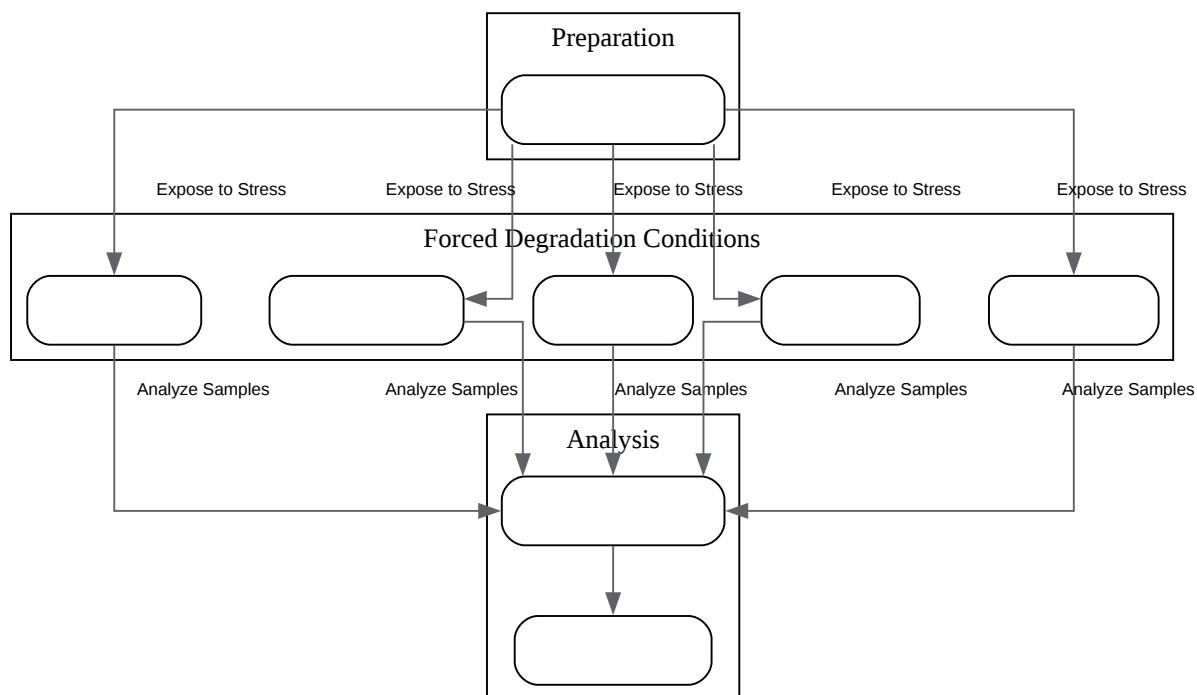 Preparation
Expose to Stress
Expose to Stress
Expose to Stress
Expose to Stress
Expose to Stress
Forced Degradation Conditions
Analyze Samples
Analyze Samples
Analyze Samples
Analyze Samples
Analyze Samples
Analysis